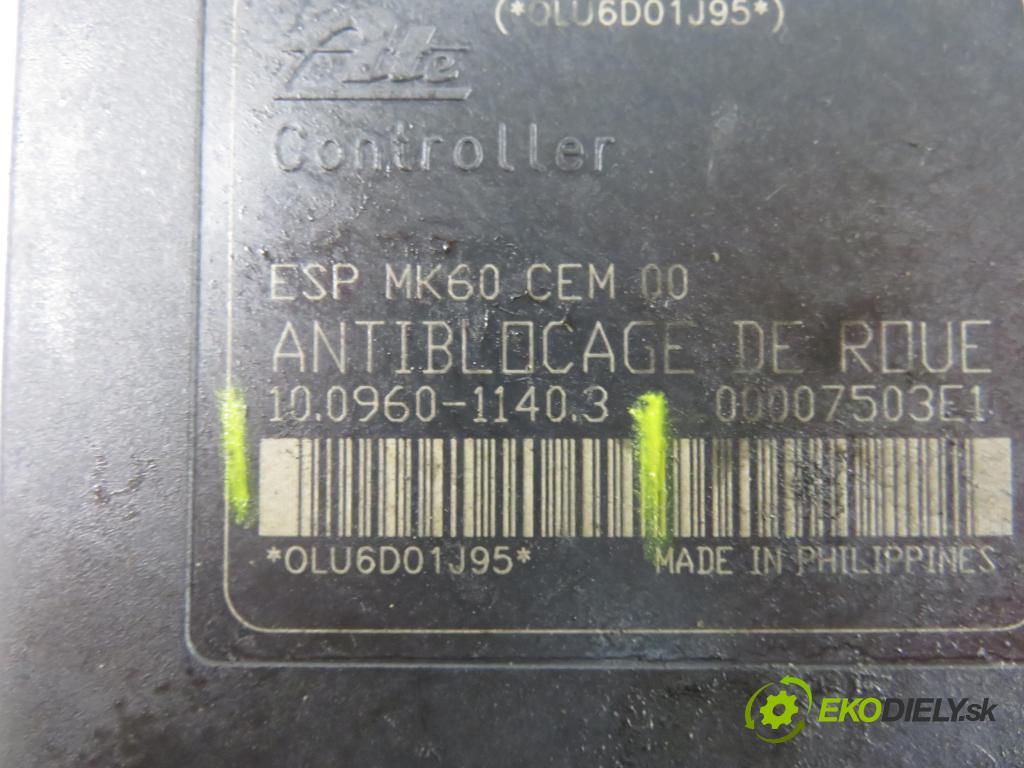 (*OLU6D01J95*)
Ate
Controller
ESP MK60 CEM 00
ANTIBLOCAGE DE ROUE
10.0960-1140.3 00007503E1
*OLU6D01J95* MADE IN PHILIPPINES
EKODIELY.sk